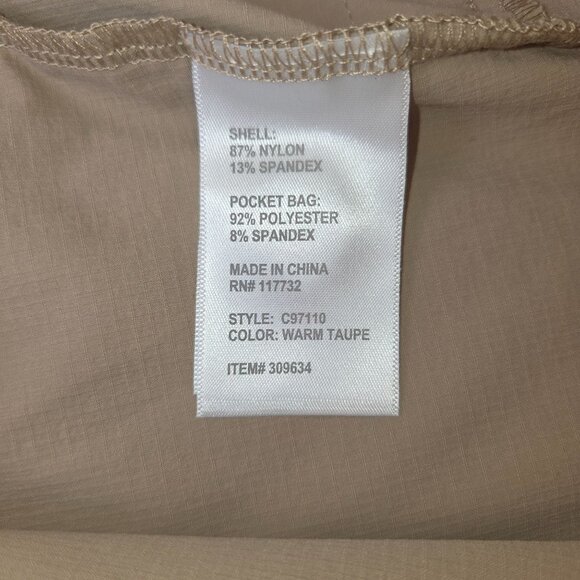 SHELL:
87% NYLON
13% SPANDEX
POCKET BAG:
92% POLYESTER
8% SPANDEX
MADE IN CHINA
RN# 117732
STYLE: C97110
COLOR: WARM TAUPE
ITEM# 309634